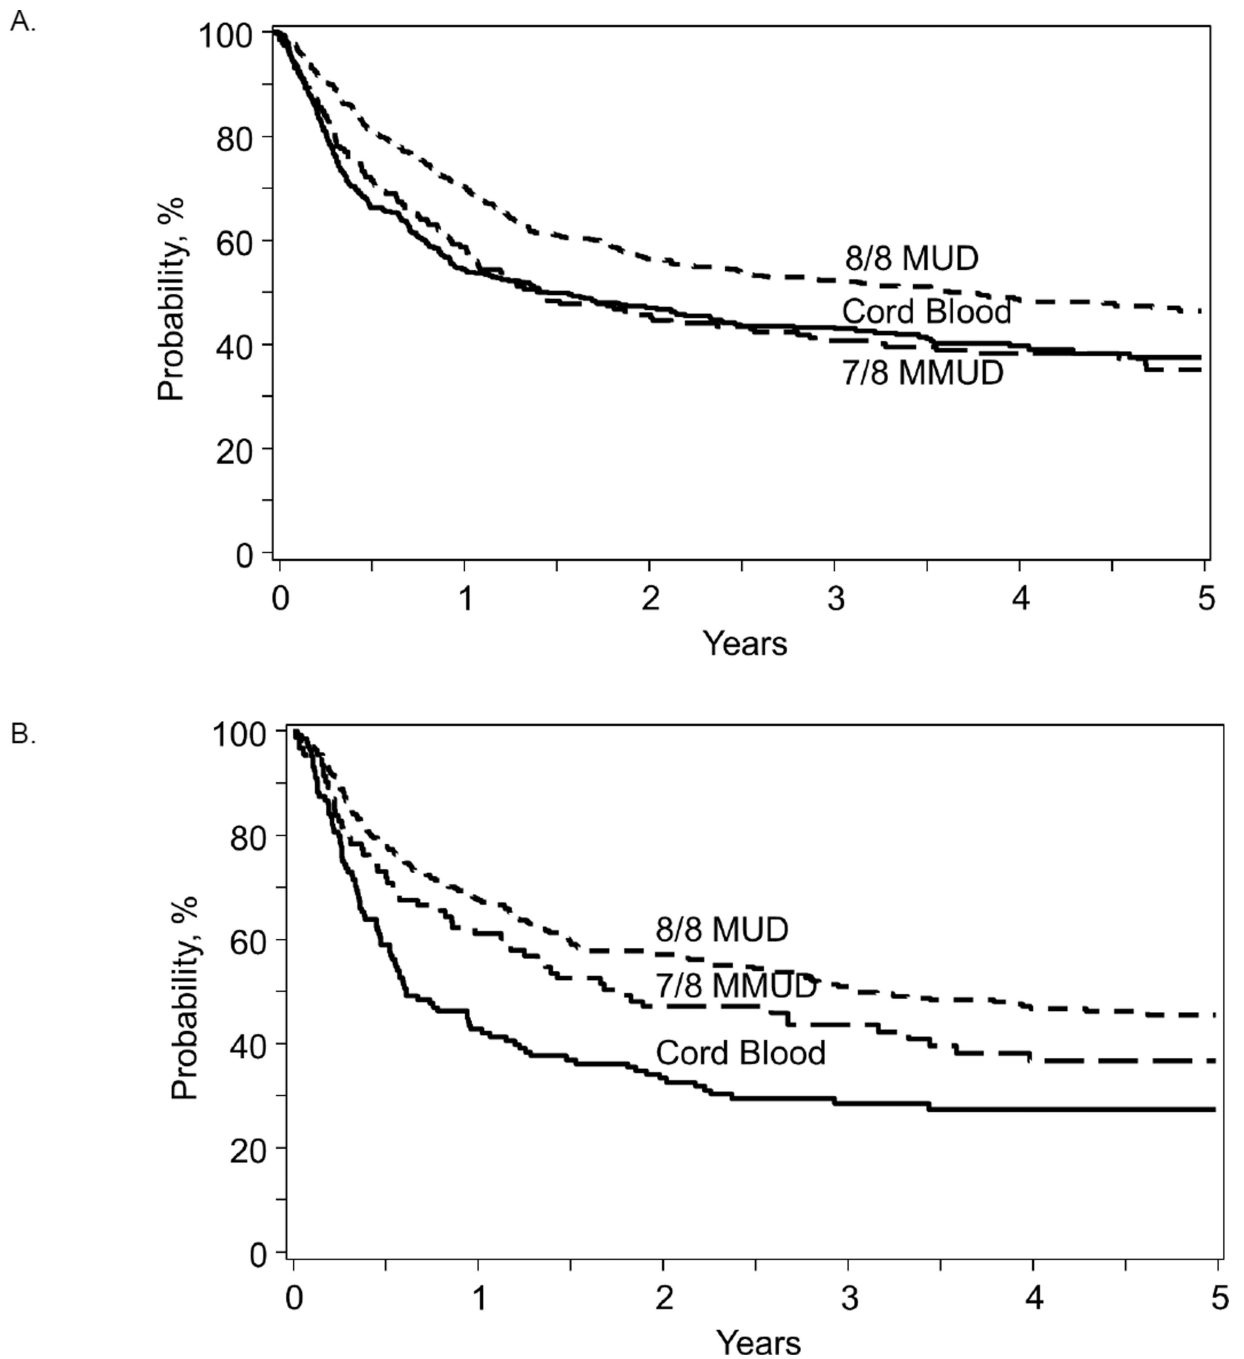 A.
100
80
60
40
20
0
Probability, %
8/8 MUD
Cord Blood
7/8 MMUD
0 1 2 3 4 5
Years
B.
100
80
60
40
20
0
Probability, %
8/8 MUD
7/8 MMUD
Cord Blood
0 1 2 3 4 5
Years